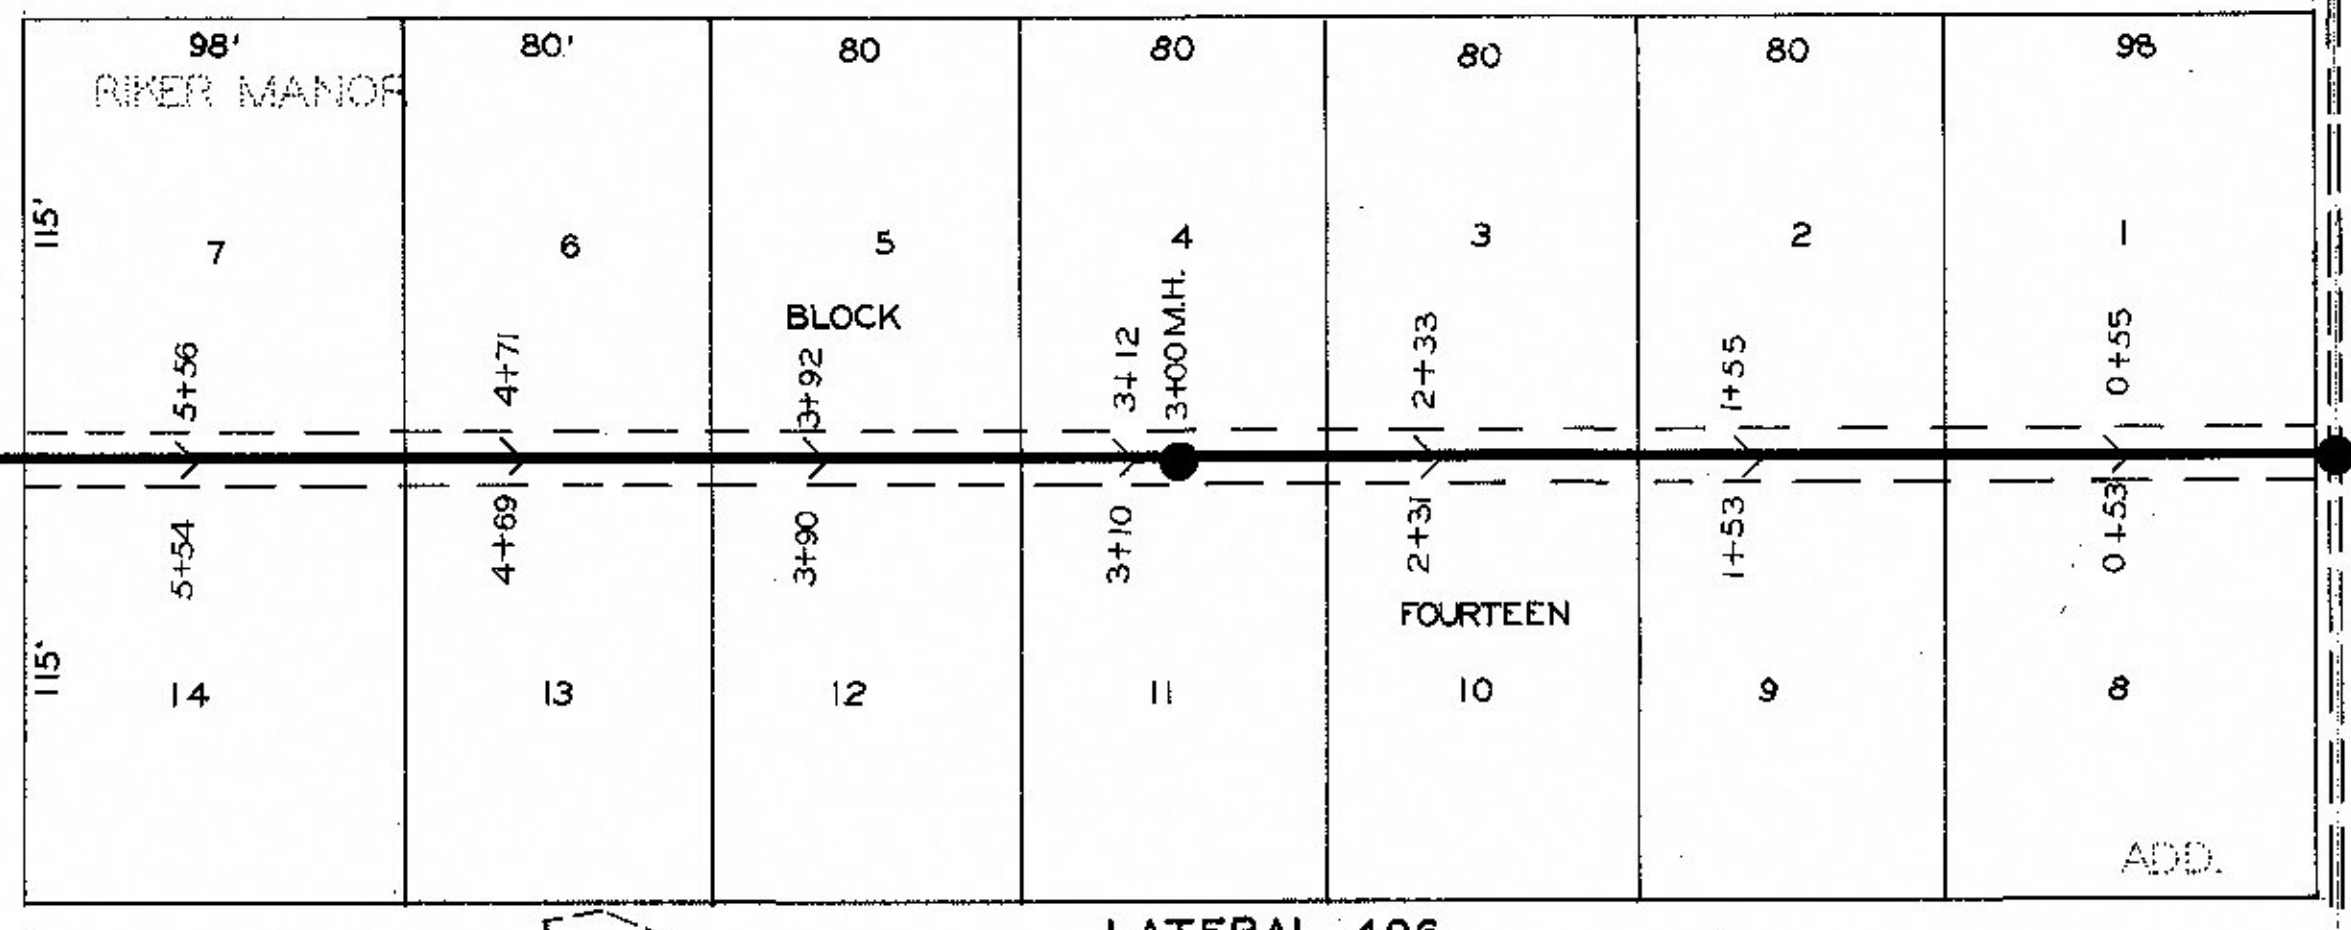 98' 80' 80 80 80 80 98
RIKER MANOR
115'
7 6 5 4 3 2 1
BLOCK
5+56 4+71 3+92 3+12 3+00 M.H. 2+33 1+55 0+55
5+54 4+69 3+90 3+10 2+31 1+53 0+53
FOURTEEN
115'
14 13 12 11 10 9 8
ADD.
LATERAL 406